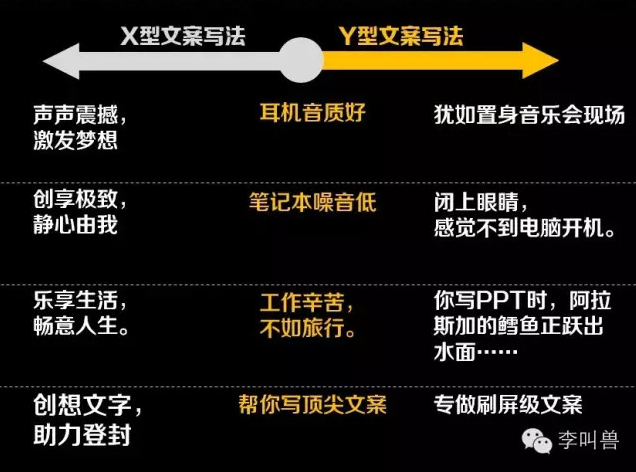 X型文案写法
Y型文案写法
声声震撼，
激发梦想
耳机音质好
犹如置身音乐会现场
创享极致，
静心由我
笔记本噪音低
闭上眼睛，
感觉不到电脑开机。
乐享生活，
畅意人生。
工作辛苦，
不如旅行。
你写PPT时，阿拉
斯加的鳕鱼正跃出
水面……
创想文字，
助力登封
帮你写顶尖文案
专做刷屏级文案
李叫兽